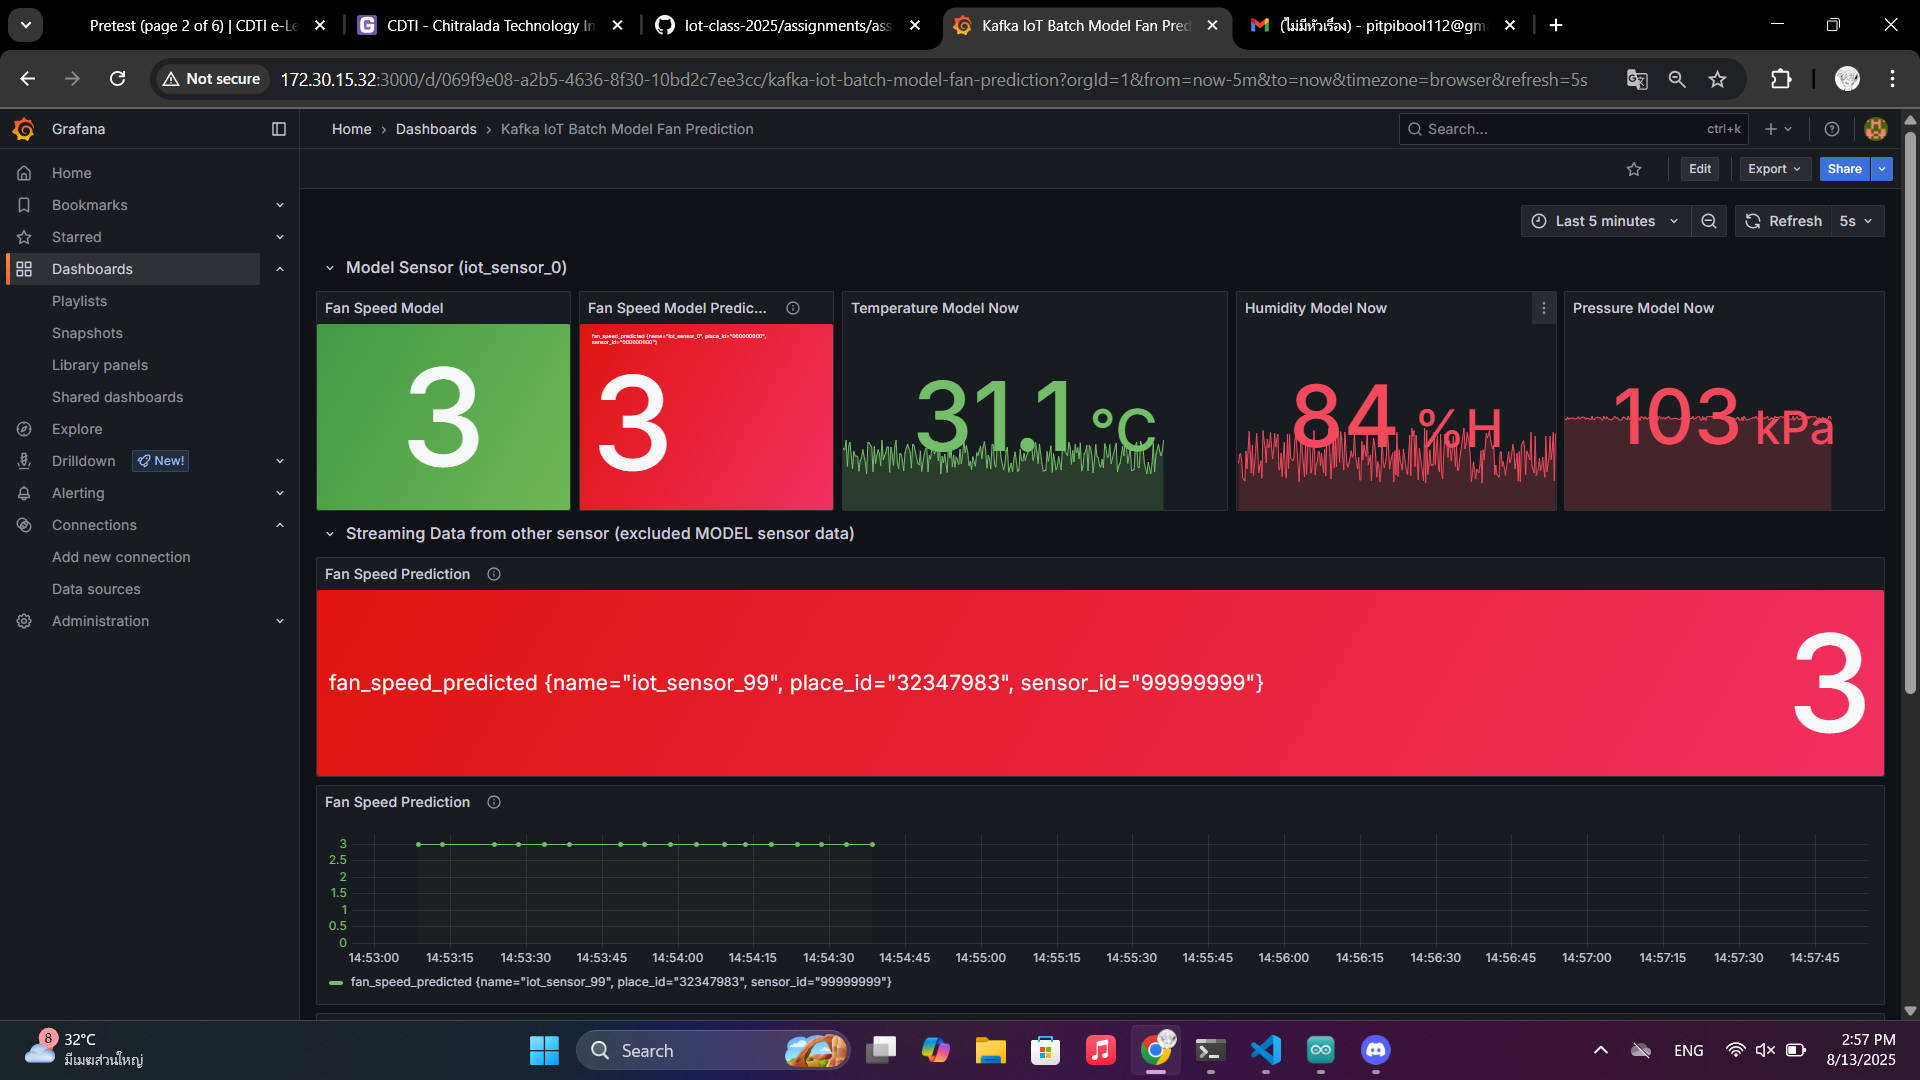 Pretest (page 2 of 6) | CDTI e-Le
CDTI - Chitralada Technology In
Iot-class-2025/assignments/ass
Kafka IoT Batch Model Fan Pred
(ไม่มีหัวเรื่อง) - pitpibool112@gm
Not secure
172.30.15.32:3000/d/069f9e08-a2b5-4636-8f30-10bd2c7ee3cc/kafka-iot-batch-model-fan-prediction?orgId=1&from=now-5m&to=now&timezone=browser&refresh=5s
Grafana
Home › Dashboards › Kafka IoT Batch Model Fan Prediction
Search...
ctrl+k
Edit
Export
Share
Home
Bookmarks
Starred
Dashboards
Playlists
Snapshots
Library panels
Shared dashboards
Explore
Drilldown
New!
Alerting
Connections
Add new connection
Data sources
Administration
Last 5 minutes
Refresh
5s
Model Sensor (iot_sensor_0)
Fan Speed Model
3
Fan Speed Model Predic...
fan_speed_predicted {name="iot_sensor_0", place_id="000000000",
sensor_id="000000000"}
3
Temperature Model Now
31.1 °C
Humidity Model Now
84 %H
Pressure Model Now
103 kPa
Streaming Data from other sensor (excluded MODEL sensor data)
Fan Speed Prediction
fan_speed_predicted {name="iot_sensor_99", place_id="32347983", sensor_id="99999999"}
3
Fan Speed Prediction
3
2.5
2
1.5
1
0.5
0
14:53:00 14:53:15 14:53:30 14:53:45 14:54:00 14:54:15 14:54:30 14:54:45 14:55:00 14:55:15 14:55:30 14:55:45 14:56:00 14:56:15 14:56:30 14:56:45 14:57:00 14:57:15 14:57:30 14:57:45
fan_speed_predicted {name="iot_sensor_99", place_id="32347983", sensor_id="99999999"}
8
32°C
มีเมฆส่วนใหญ่
Search
ENG
2:57 PM
8/13/2025